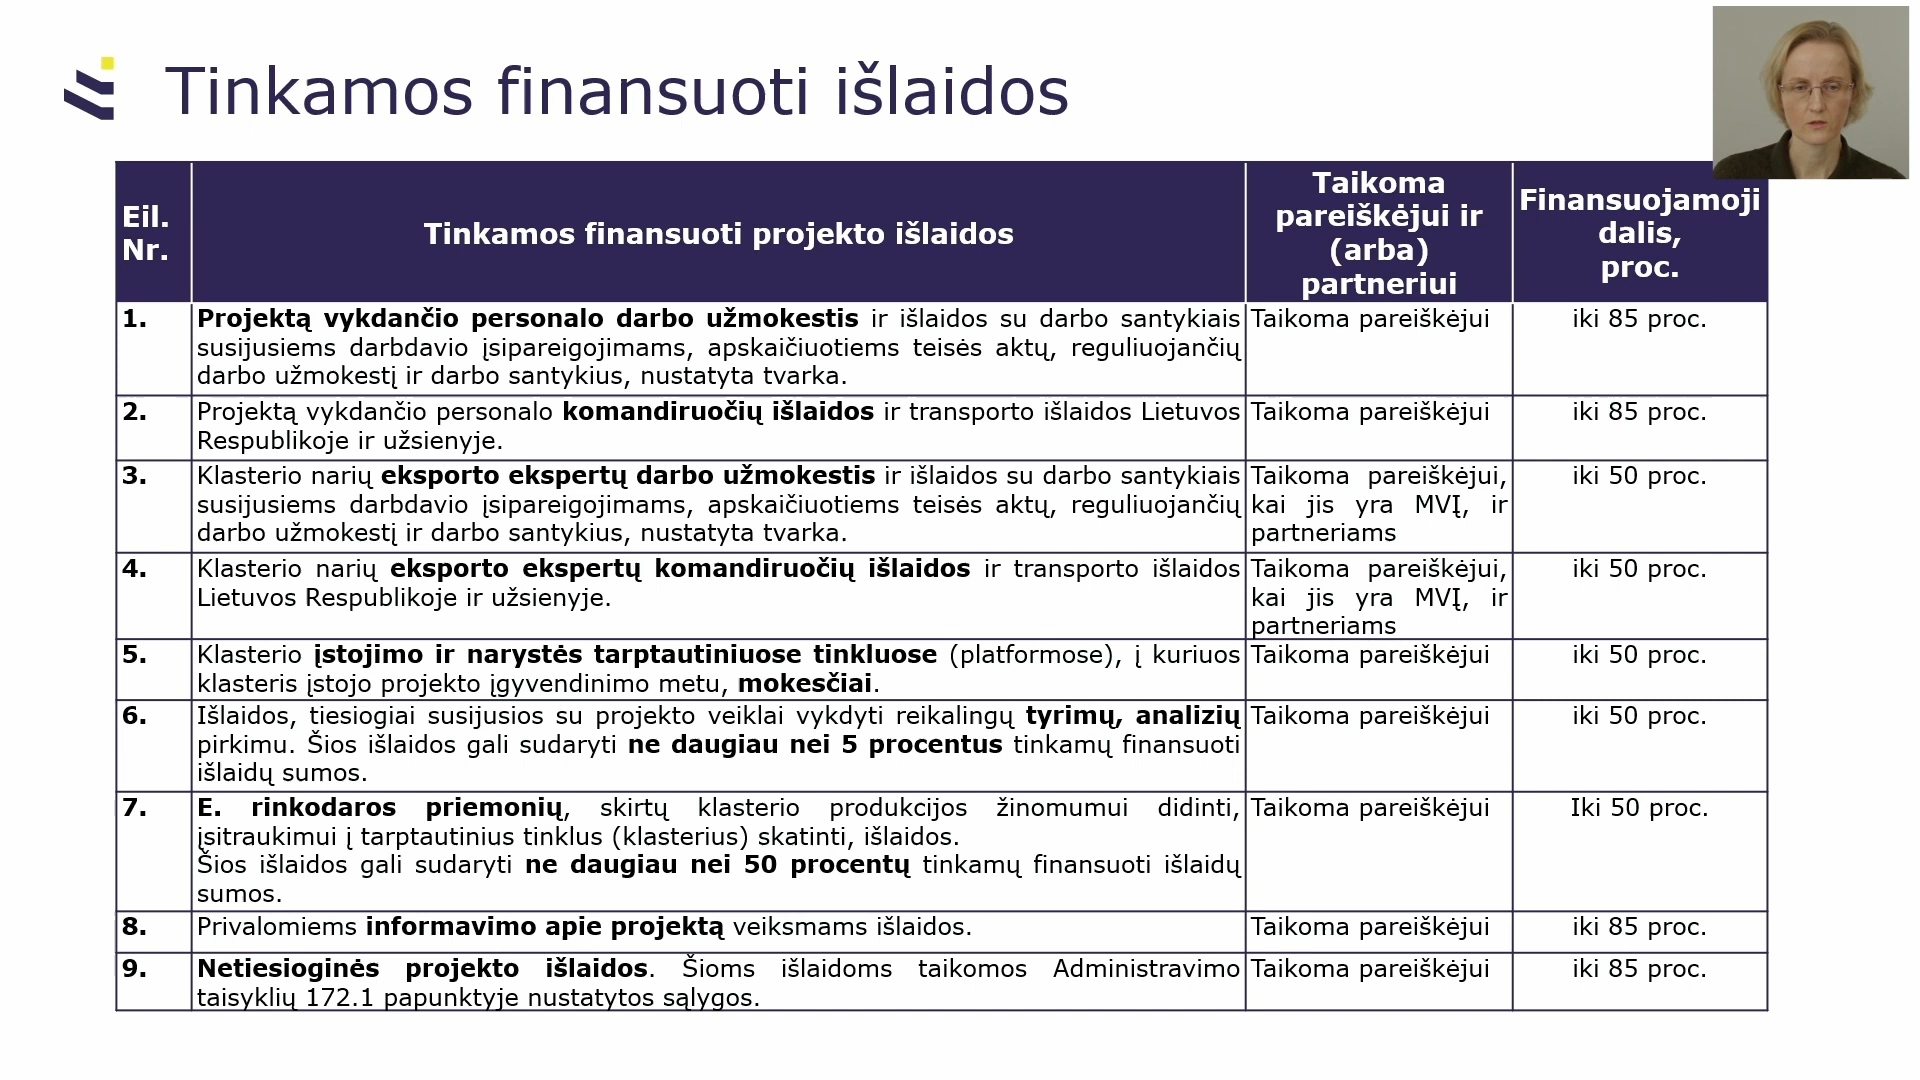 Tinkamos finansuoti išlaidos
Eil.
Nr.
Tinkamos finansuoti projekto išlaidos
Taikoma
pareiškėjui ir
(arba)
partneriui
Finansuojamoji
dalis,
proc.
1.
Projektą vykdančio personalo darbo užmokestis ir išlaidos su darbo santykiais
susijusiems darbdavio įsipareigojimams, apskaičiuotiems teisės aktų, reguliuojančių
darbo užmokestį ir darbo santykius, nustatyta tvarka.
Taikoma pareiškėjui
iki 85 proc.
2.
Projektą vykdančio personalo komandiruočių išlaidos ir transporto išlaidos Lietuvos
Respublikoje ir užsienyje.
Taikoma pareiškėjui
iki 85 proc.
3.
Klasterio narių eksporto ekspertų darbo užmokestis ir išlaidos su darbo santykiais
susijusiems darbdavio įsipareigojimams, apskaičiuotiems teisės aktų, reguliuojančių
darbo užmokestį ir darbo santykius, nustatyta tvarka.
Taikoma pareiškėjui,
kai jis yra MVĮ, ir
partneriams
iki 50 proc.
4.
Klasterio narių eksporto ekspertų komandiruočių išlaidos ir transporto išlaidos
Lietuvos Respublikoje ir užsienyje.
Taikoma pareiškėjui,
kai jis yra MVĮ, ir
partneriams
iki 50 proc.
5.
Klasterio įstojimo ir narystės tarptautiniuose tinkluose (platformose), į kuriuos
klasteris įstojo projekto įgyvendinimo metu, mokesčiai.
Taikoma pareiškėjui
iki 50 proc.
6.
Išlaidos, tiesiogiai susijusios su projekto veiklai vykdyti reikalingų tyrimų, analizių
pirkimu. Šios išlaidos gali sudaryti ne daugiau nei 5 procentus tinkamų finansuoti
išlaidų sumos.
Taikoma pareiškėjui
iki 50 proc.
7.
E. rinkodaros priemonių, skirtų klasterio produkcijos žinomumui didinti,
įsitraukimui į tarptautinius tinklus (klasterius) skatinti, išlaidos.
Šios išlaidos gali sudaryti ne daugiau nei 50 procentų tinkamų finansuoti išlaidų
sumos.
Taikoma pareiškėjui
Iki 50 proc.
8.
Privalomiems informavimo apie projektą veiksmams išlaidos.
Taikoma pareiškėjui
iki 85 proc.
9.
Netiesioginės projekto išlaidos. Šioms išlaidoms taikomos Administravimo
taisyklių 172.1 papunktyje nustatytos sąlygos.
Taikoma pareiškėjui
iki 85 proc.